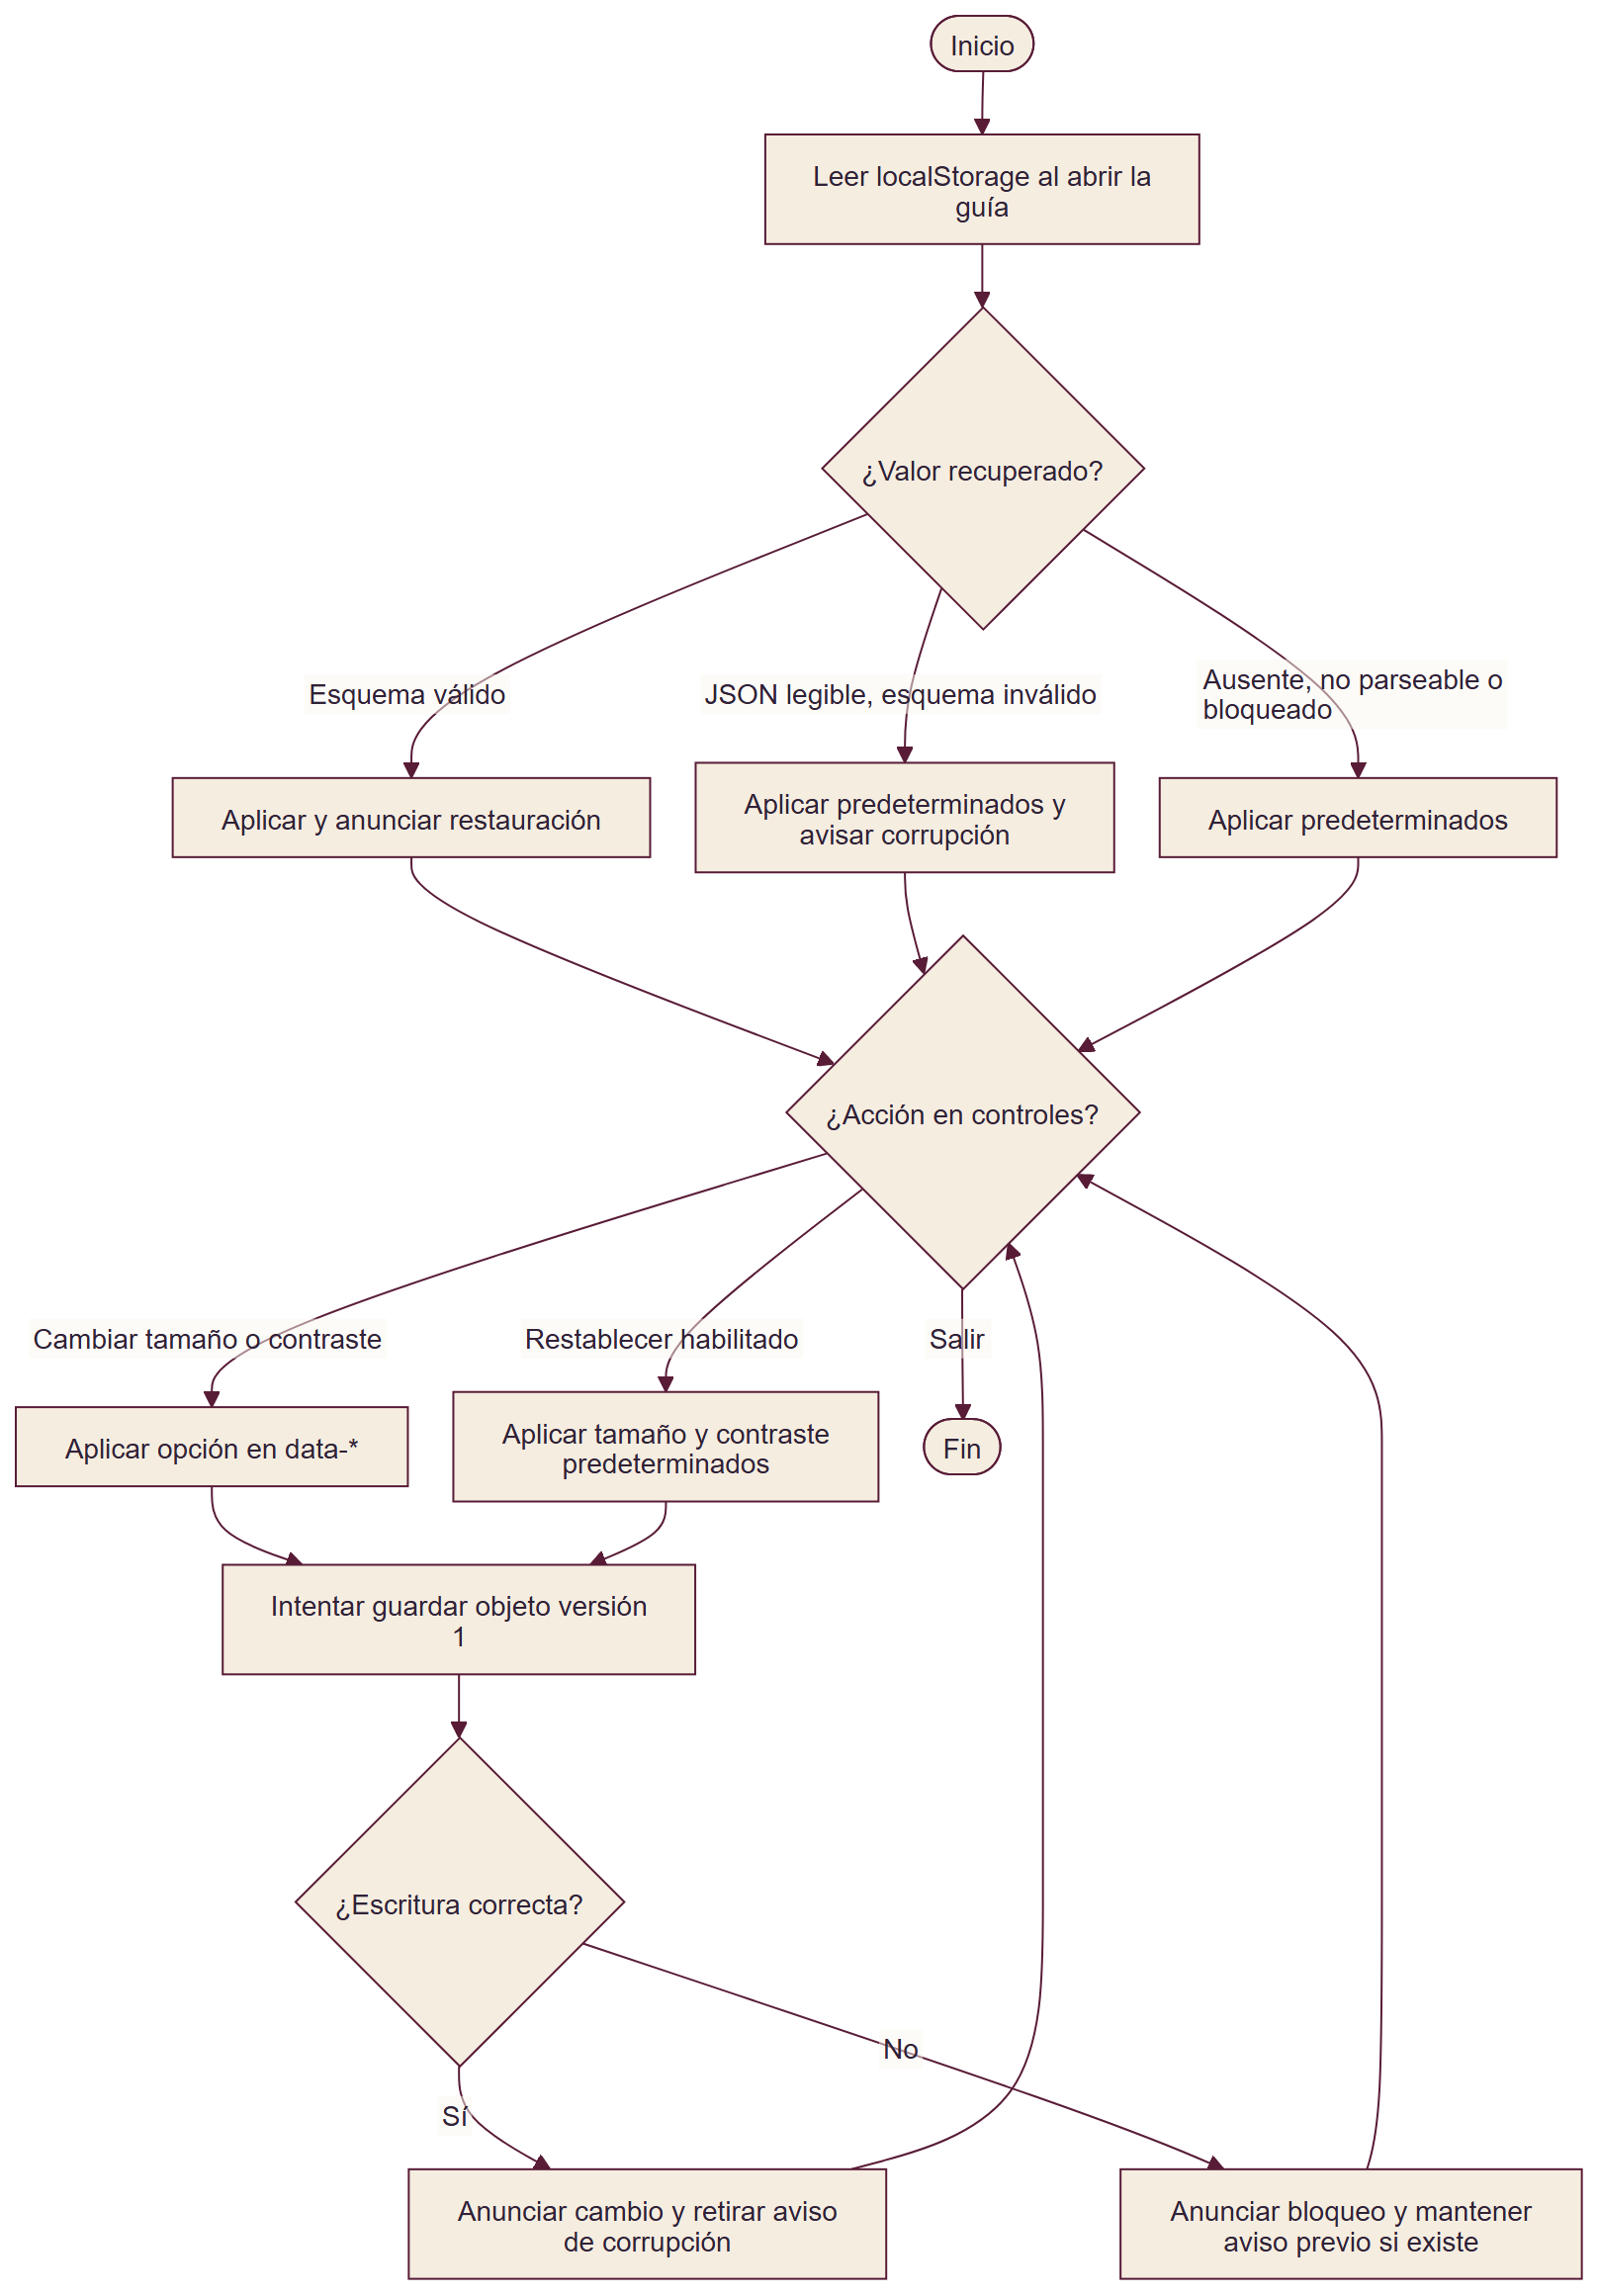 Inicio
Leer localStorage al abrir la
guía
¿Valor recuperado?
Esquema válido
JSON legible, esquema inválido
Ausente, no parseable o
bloqueado
Aplicar y anunciar restauración
Aplicar predeterminados y
avisar corrupción
Aplicar predeterminados
¿Acción en controles?
Cambiar tamaño o contraste
Restablecer habilitado
Salir
Aplicar opción en data-*
Aplicar tamaño y contraste
predeterminados
Fin
Intentar guardar objeto versión
1
¿Escritura correcta?
No
Sí
Anunciar cambio y retirar aviso
de corrupción
Anunciar bloqueo y mantener
aviso previo si existe